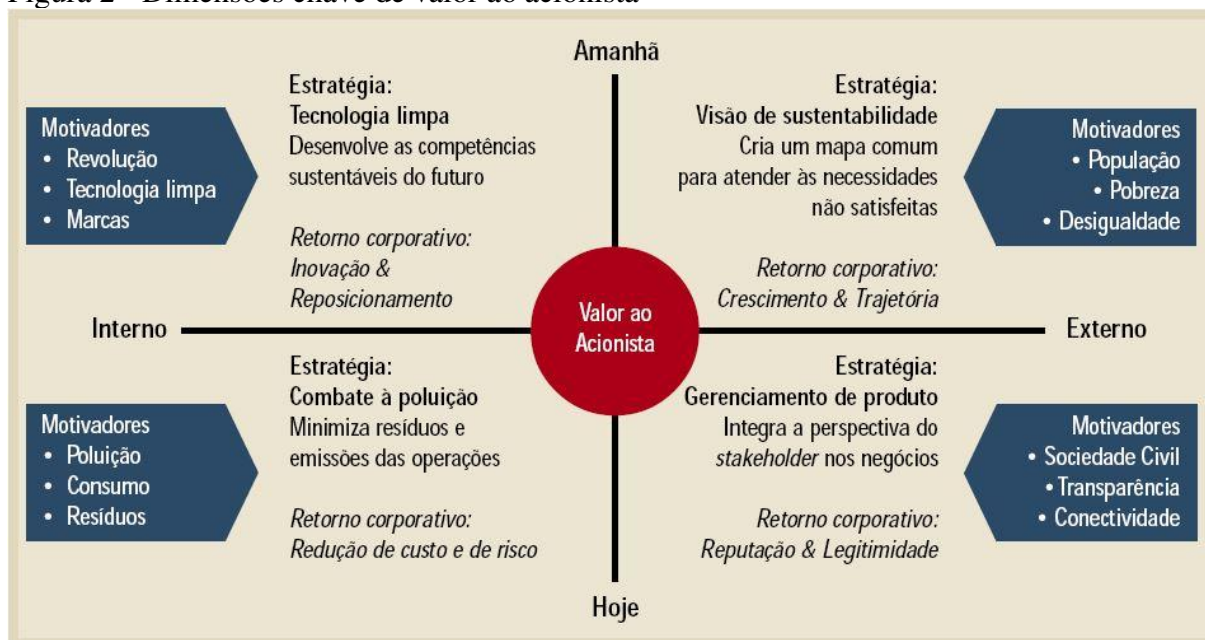 Figura 2 - Dimensões chave de valor ao acionista
Amanhã
Motivadores
• Revolução
• Tecnologia limpa
• Marcas
Estratégia:
Tecnologia limpa
Desenvolve as competências
sustentáveis do futuro
Retorno corporativo:
Inovação &
Reposicionamento
Estratégia:
Visão de sustentabilidade
Cria um mapa comum
para atender às necessidades
não satisfeitas
Retorno corporativo:
Crescimento & Trajetória
Motivadores
• População
• Pobreza
• Desigualdade
Interno
Valor ao
Acionista
Externo
Motivadores
• Poluição
• Consumo
• Resíduos
Estratégia:
Combate à poluição
Minimiza resíduos e
emissões das operações
Retorno corporativo:
Redução de custo e de risco
Estratégia:
Gerenciamento de produto
Integra a perspectiva do
stakeholder nos negócios
Retorno corporativo:
Reputação & Legitimidade
Motivadores
• Sociedade Civil
• Transparência
• Conectividade
Hoje